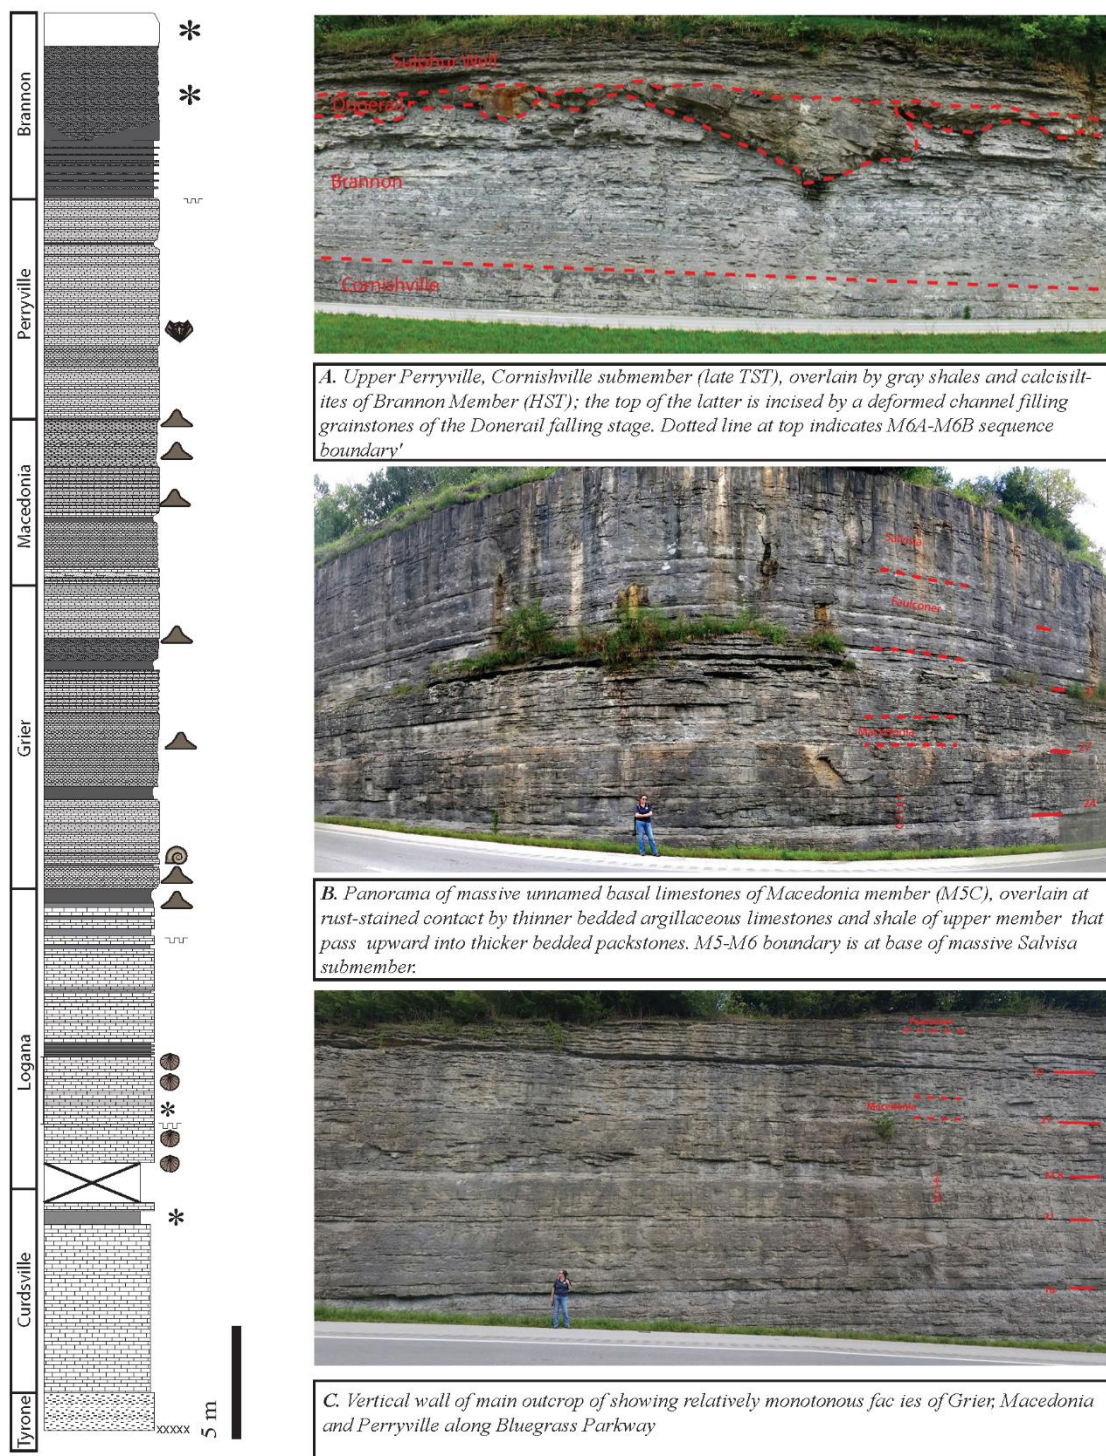 Brannon
Perryville
Macedonia
Grier
Logana
Curdsville
Tyrone
xxxxx
5 m
Sulphur Well
Donerail
Brannon
Cornishville
A. Upper Perryville, Cornishville submember (late TST), overlain by gray shales and calcisilt-
ites of Brannon Member (HST); the top of the latter is incised by a deformed channel filling
grainstones of the Donerail falling stage. Dotted line at top indicates M6A-M6B sequence
boundary'
Salvisa
Faulconer
Macedonia
27
24
B. Panorama of massive unnamed basal limestones of Macedonia member (M5C), overlain at
rust-stained contact by thinner bedded argillaceous limestones and shale of upper member that
pass upward into thicker bedded packstones. M5-M6 boundary is at base of massive Salvisa
submember.
Macedonia
27
21
C. Vertical wall of main outcrop of showing relatively monotonous fac ies of Grier, Macedonia
and Perryville along Bluegrass Parkway